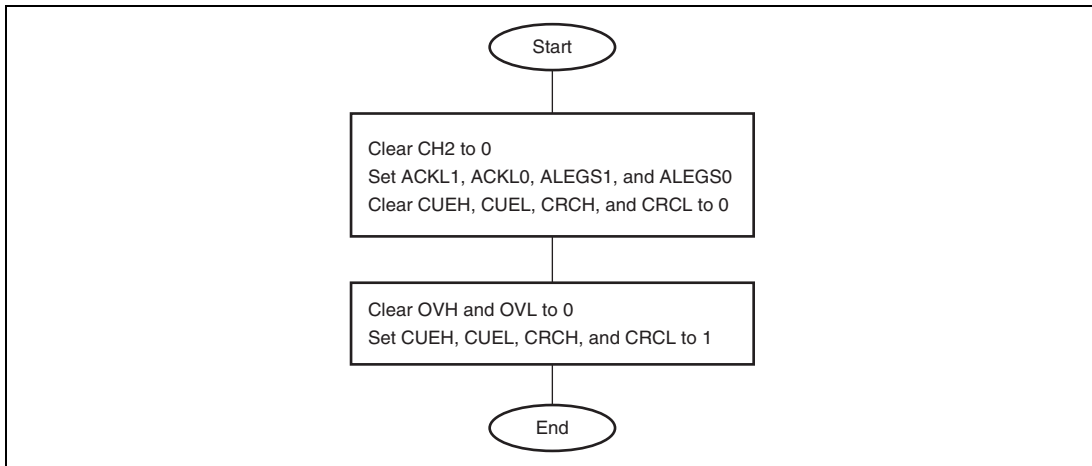 Start
Clear CH2 to 0
Set ACKL1, ACKL0, ALEGS1, and ALEGS0
Clear CUEH, CUEL, CRCH, and CRCL to 0
Clear OVH and OVL to 0
Set CUEH, CUEL, CRCH, and CRCL to 1
End